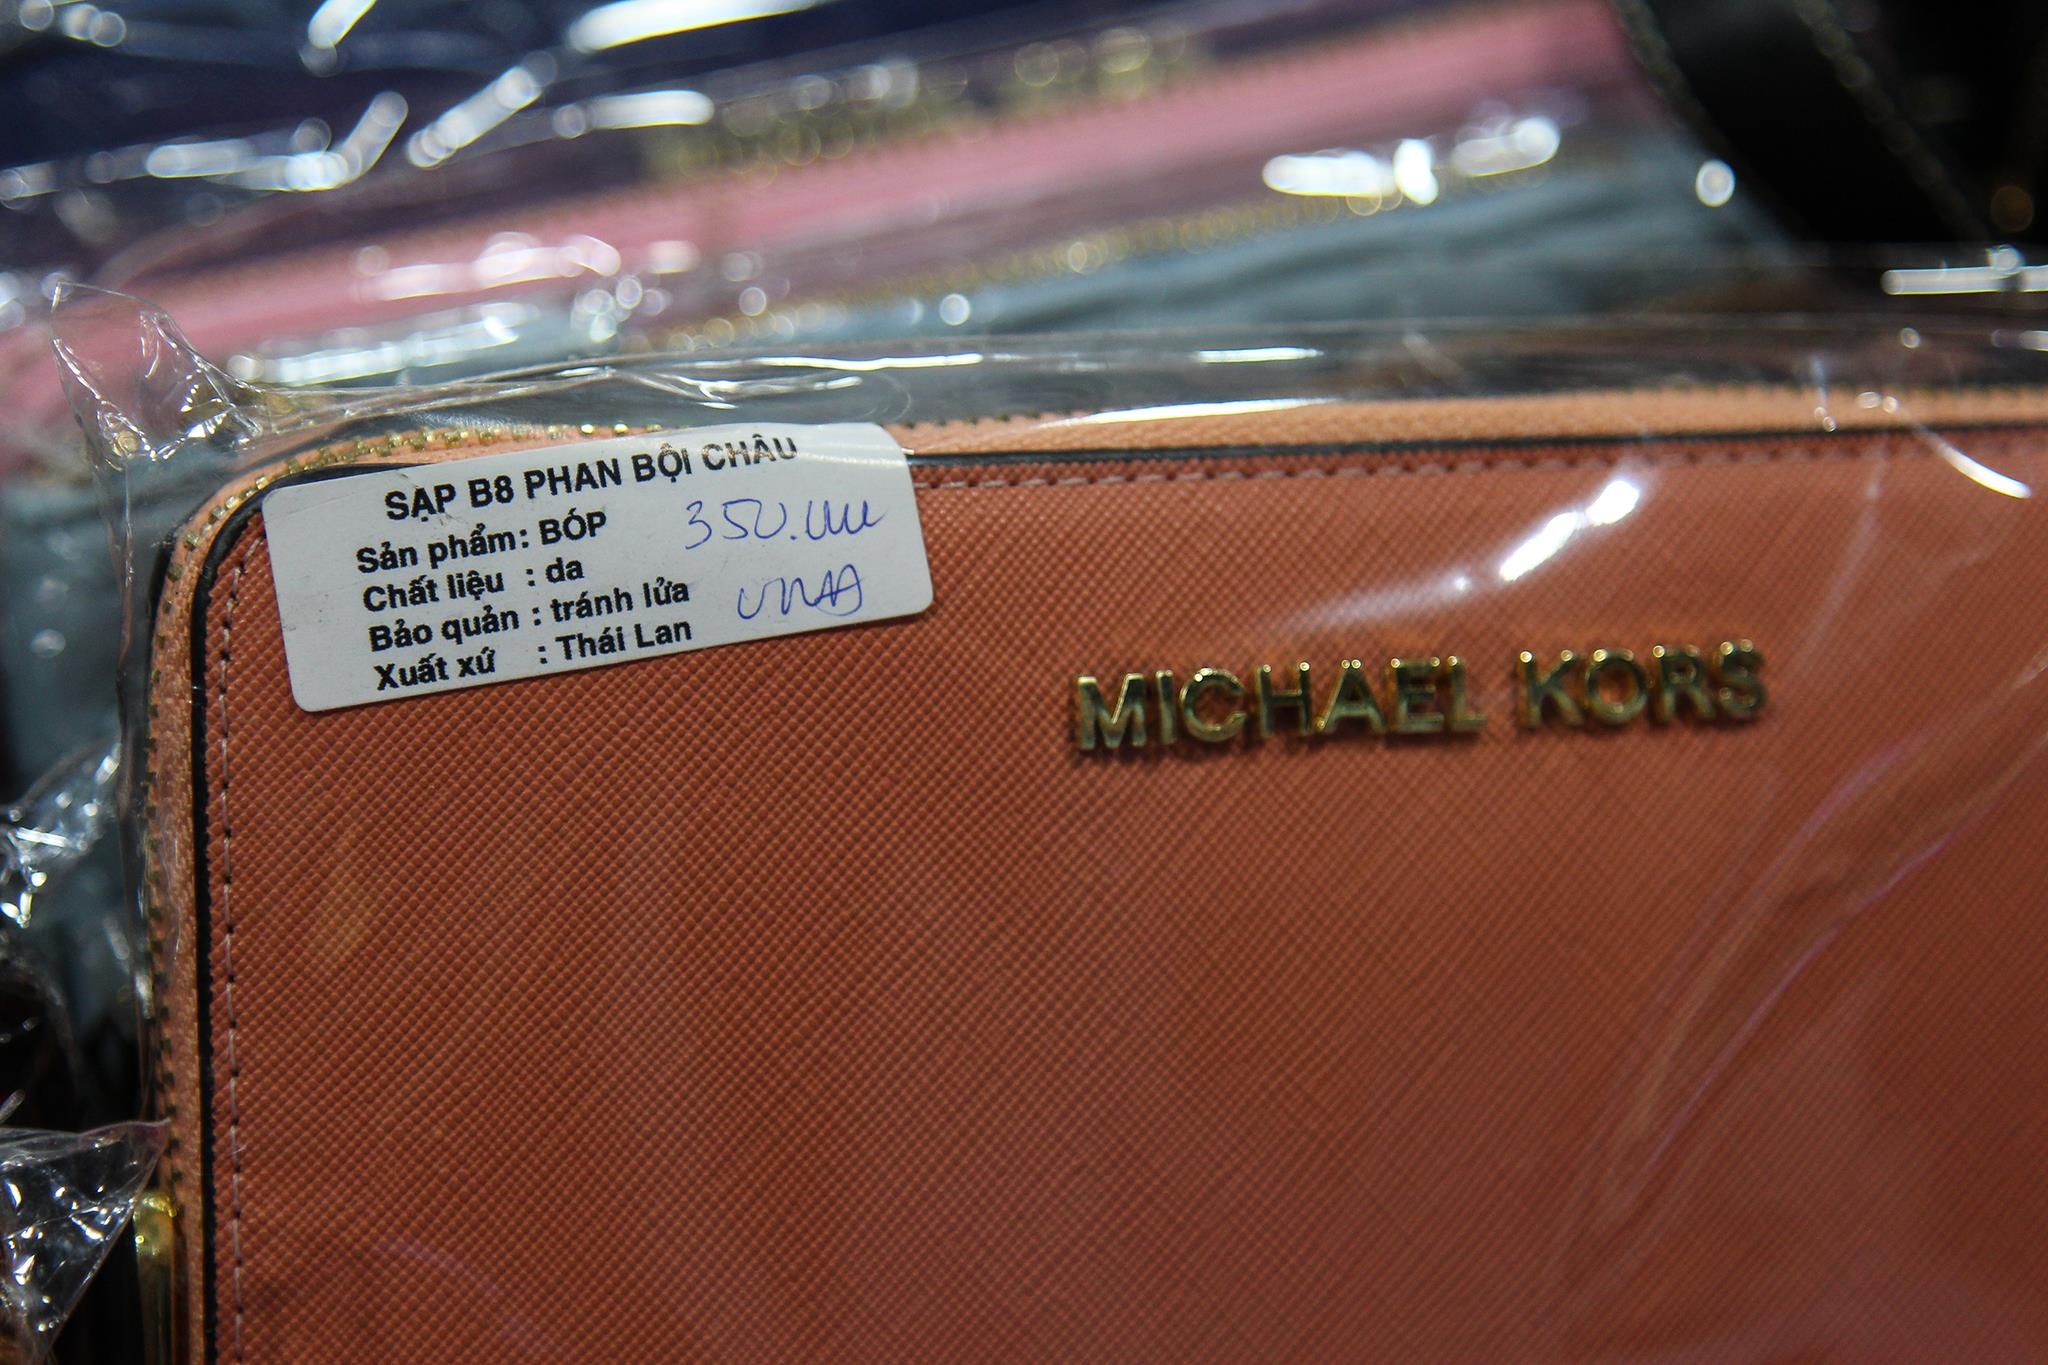 SẠP B8 PHAN BỘI CHÂU
Sản phẩm: BÓP 350.000
Chất liệu : da
Bảo quản : tránh lửa VNĐ
Xuất xứ : Thái Lan
MICHAEL KORS